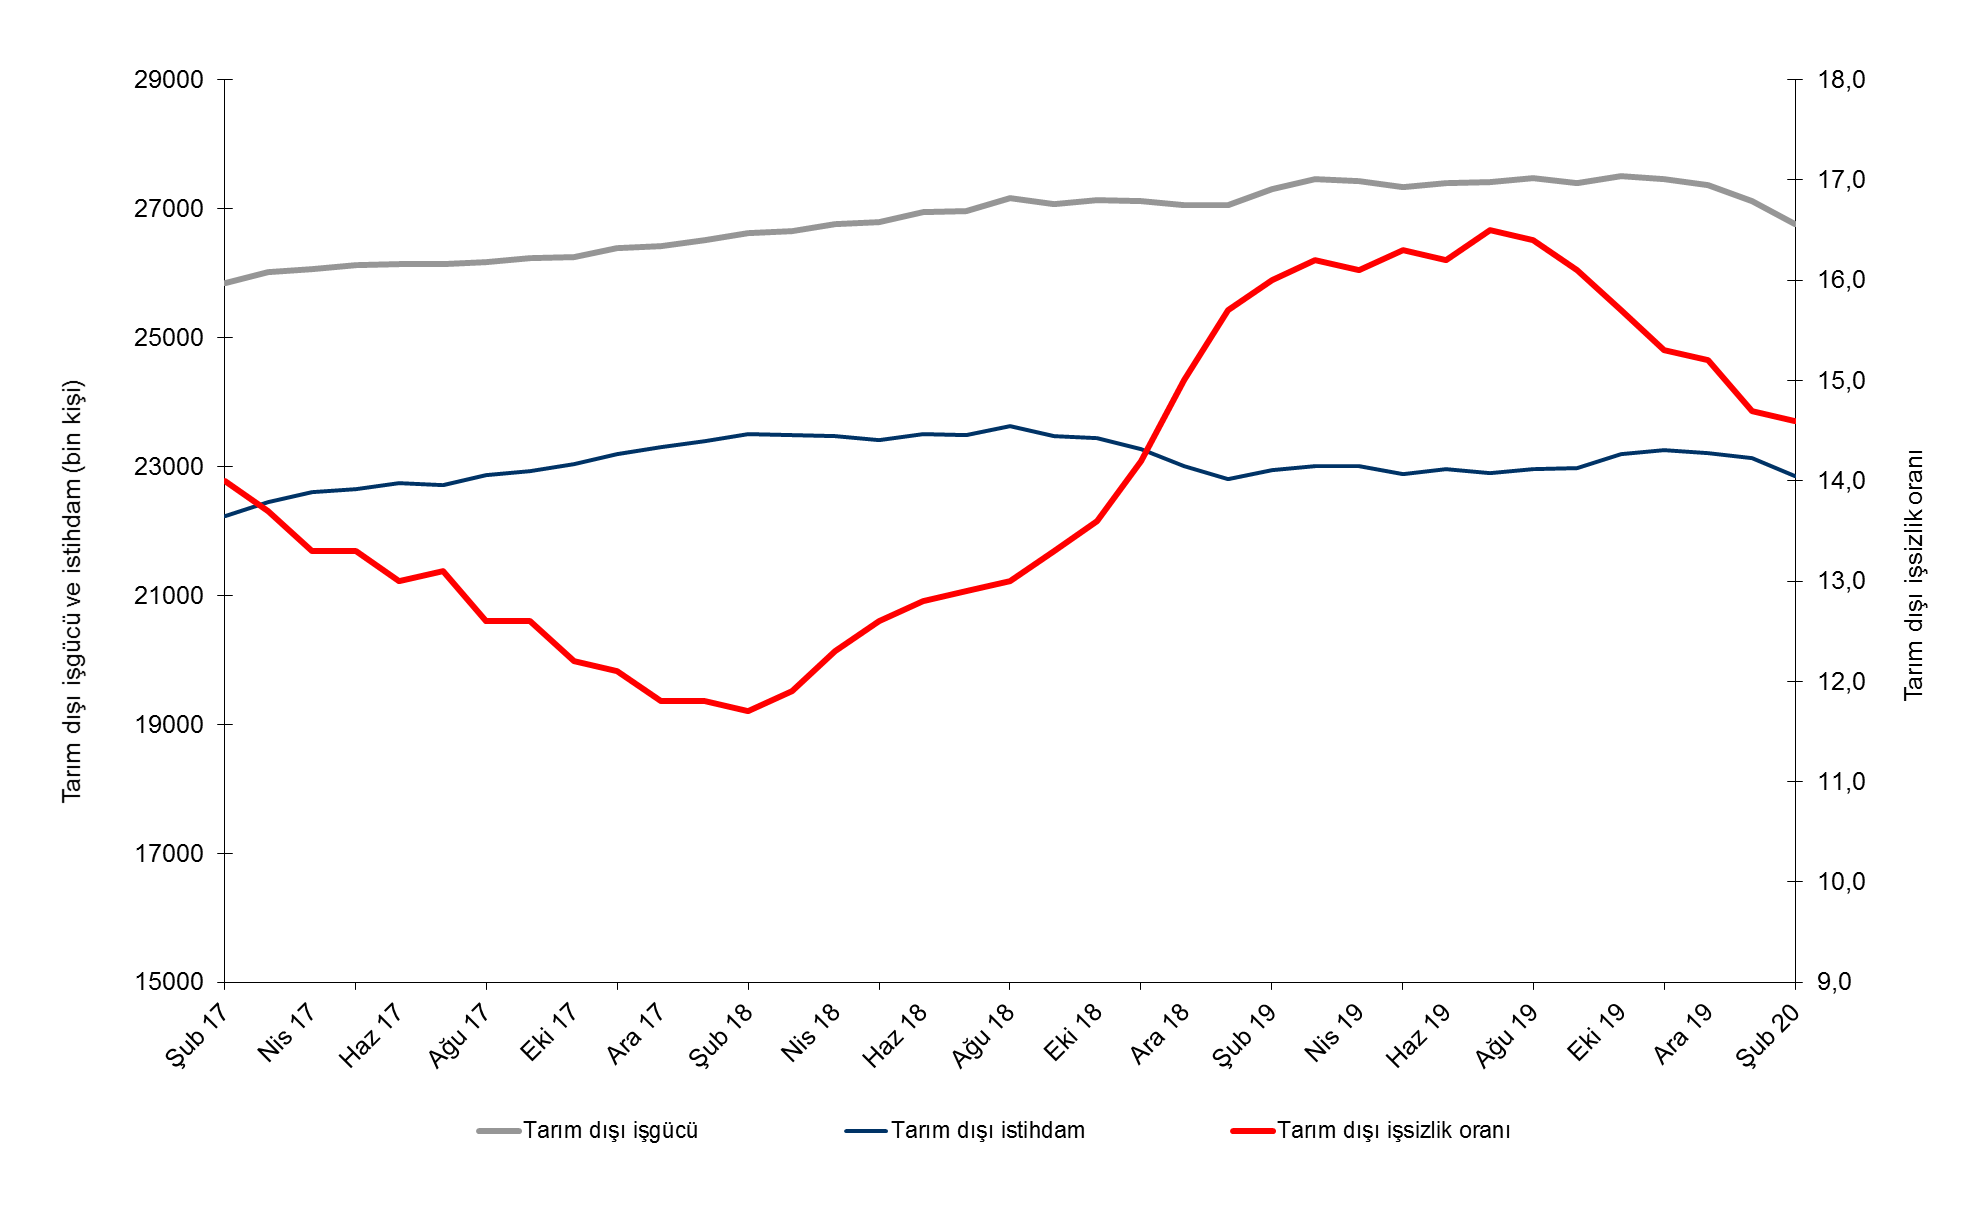 29000
27000
25000
23000
21000
19000
17000
15000
Tarım dışı işgücü ve istihdam (bin kişi)
18,0
17,0
16,0
15,0
14,0
13,0
12,0
11,0
10,0
9,0
Tarım dışı işsizlik oranı
Şub 17
Nis 17
Haz 17
Ağu 17
Eki 17
Ara 17
Şub 18
Nis 18
Haz 18
Ağu 18
Eki 18
Ara 18
Şub 19
Nis 19
Haz 19
Ağu 19
Eki 19
Ara 19
Şub 20
Tarım dışı işgücü
Tarım dışı istihdam
Tarım dışı işsizlik oranı